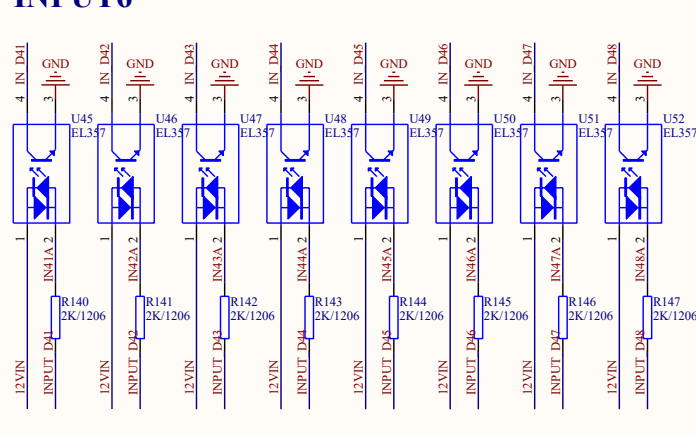 INPUT6
IN D41 IN D42 IN D43 IN D44 IN D45 IN D46 IN D47 IN D48
GND GND GND GND GND GND GND GND
4 3 4 3 4 3 4 3 4 3 4 3 4 3 4 3
U45 U46 U47 U48 U49 U50 U51 U52
EL357 EL357 EL357 EL357 EL357 EL357 EL357 EL357
1 2 1 2 1 2 1 2 1 2 1 2 1 2 1 2
IN41A IN42A IN43A IN44A IN45A IN46A IN47A IN48A
R140 R141 R142 R143 R144 R145 R146 R147
2K/1206 2K/1206 2K/1206 2K/1206 2K/1206 2K/1206 2K/1206 2K/1206
12VIN INPUT D41 12VIN INPUT D42 12VIN INPUT D43 12VIN INPUT D44 12VIN INPUT D45 12VIN INPUT D46 12VIN INPUT D47 12VIN INPUT D48